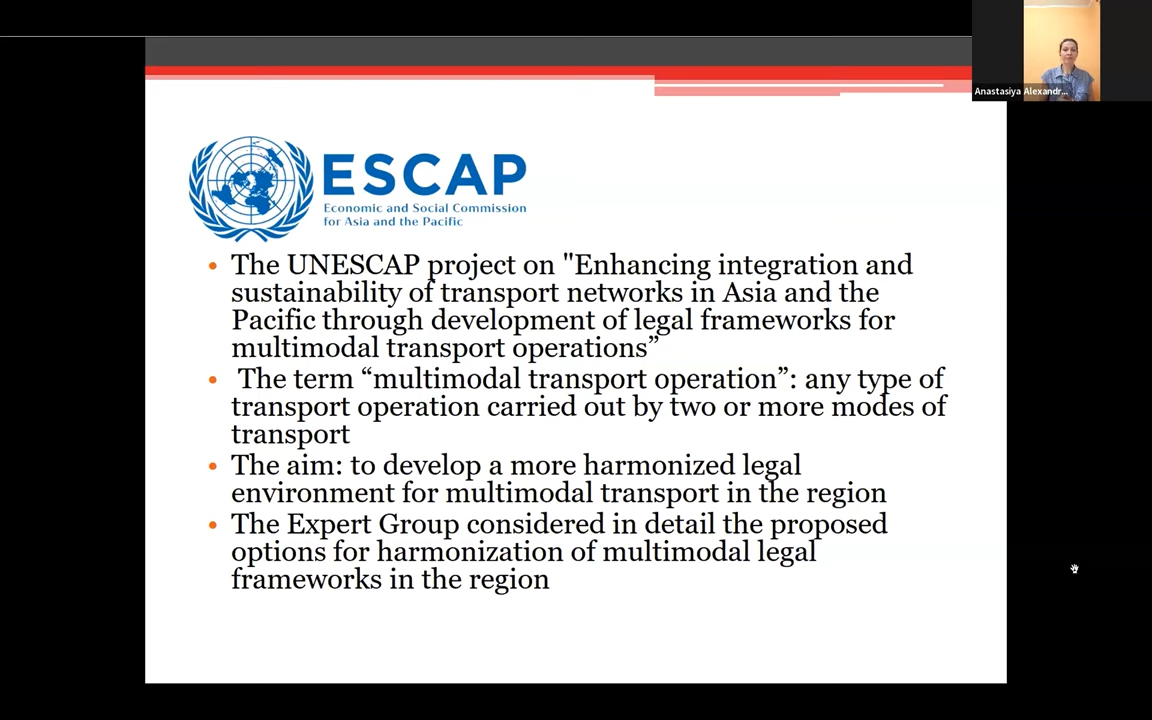 Anastasiya Alexandr...
ESCAP
Economic and Social Commission
for Asia and the Pacific
• The UNESCAP project on "Enhancing integration and
sustainability of transport networks in Asia and the
Pacific through development of legal frameworks for
multimodal transport operations”
• The term “multimodal transport operation”: any type of
transport operation carried out by two or more modes of
transport
• The aim: to develop a more harmonized legal
environment for multimodal transport in the region
• The Expert Group considered in detail the proposed
options for harmonization of multimodal legal
frameworks in the region